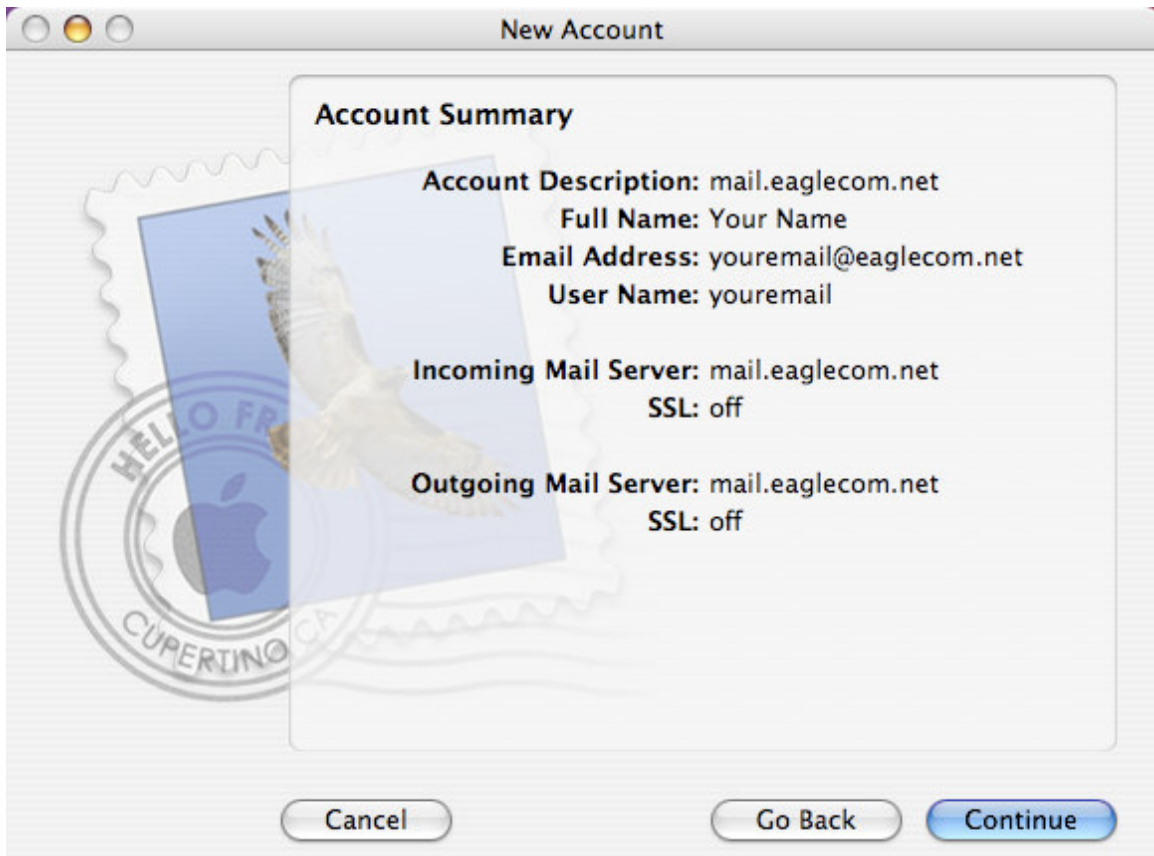 New Account
Account Summary
Account Description: mail.eaglecom.net
Full Name: Your Name
Email Address: youremail@eaglecom.net
User Name: youremail
Incoming Mail Server: mail.eaglecom.net
SSL: off
Outgoing Mail Server: mail.eaglecom.net
SSL: off
HELLO FR
CUPERTINO CA
Cancel
Go Back
Continue